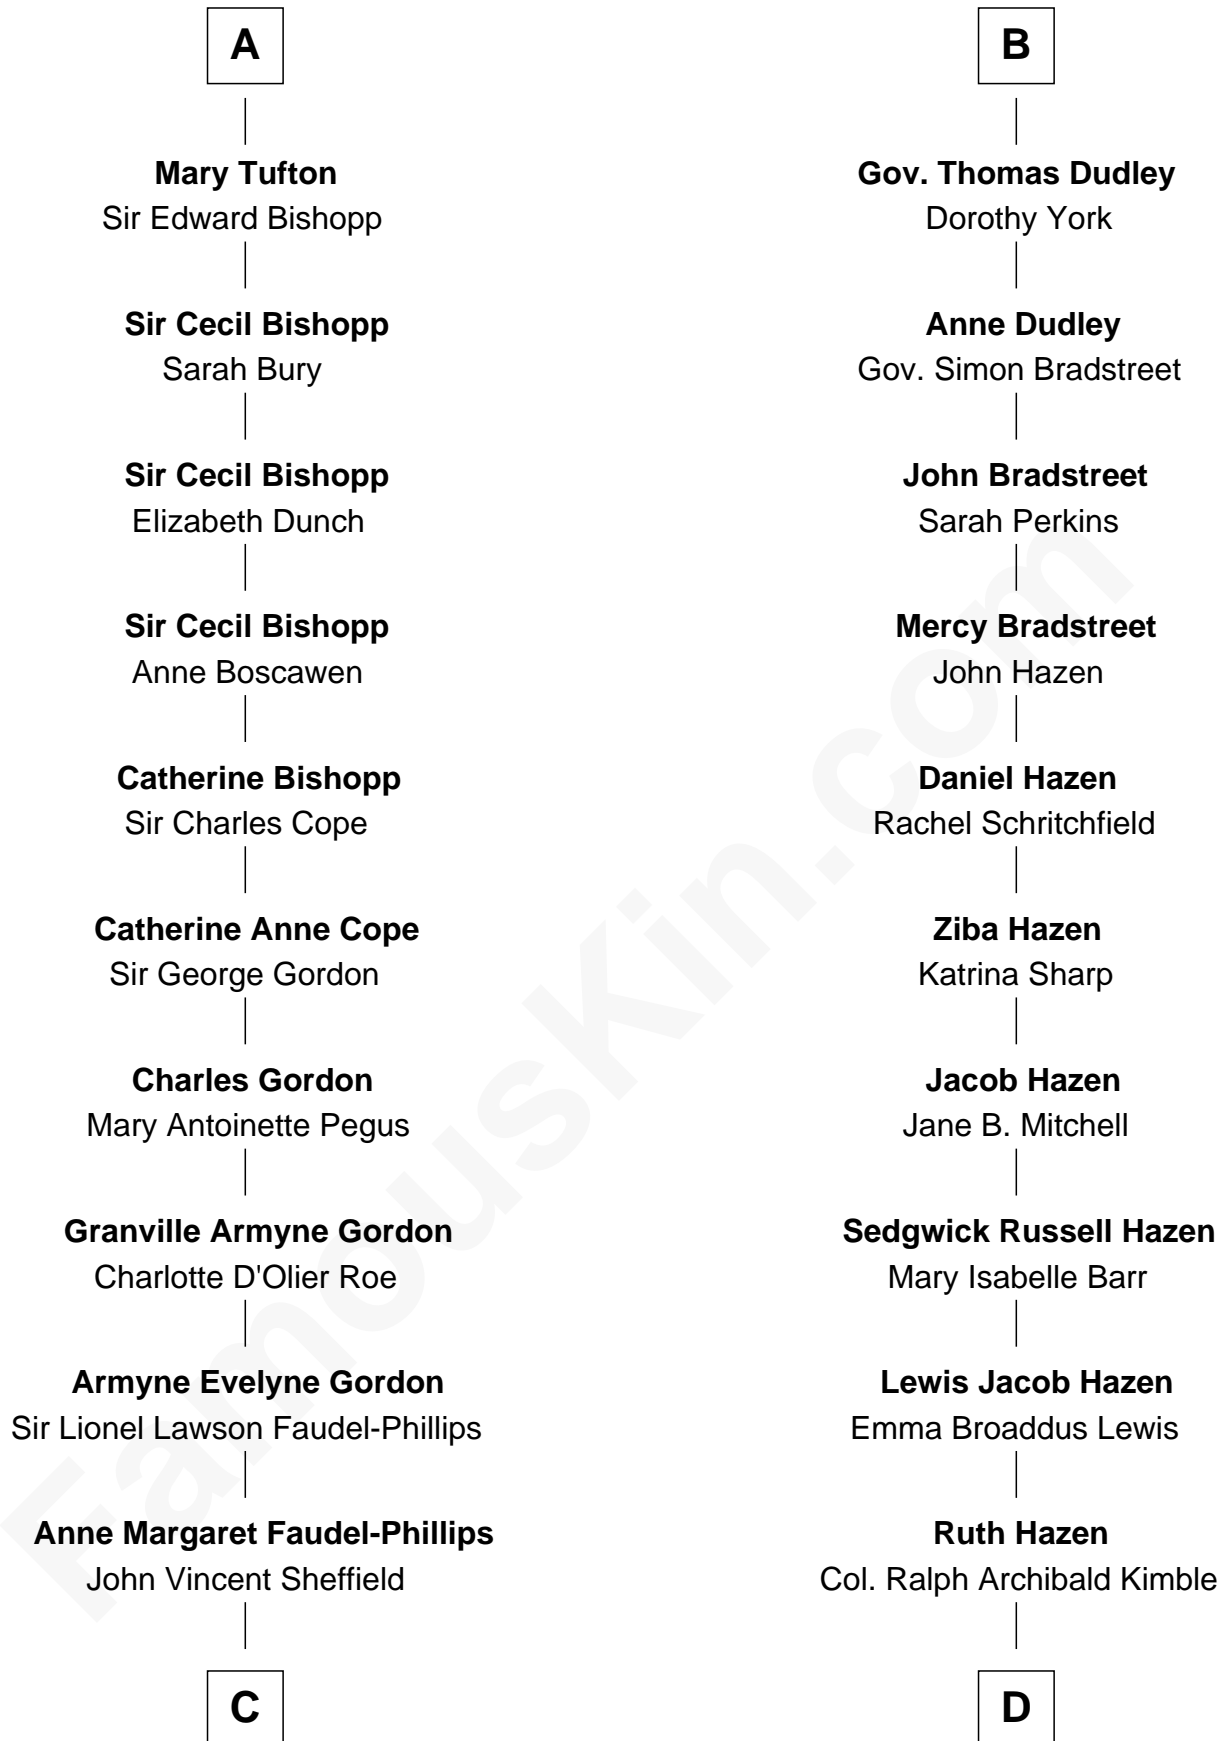 A
Mary Tufton
Sir Edward Bishopp
Sir Cecil Bishopp
Sarah Bury
Sir Cecil Bishopp
Elizabeth Dunch
Sir Cecil Bishopp
Anne Boscawen
Catherine Bishopp
Sir Charles Cope
Catherine Anne Cope
Sir George Gordon
Charles Gordon
Mary Antoinette Pegus
Granville Armyne Gordon
Charlotte D'Olier Roe
Armyne Evelyne Gordon
Sir Lionel Lawson Faudel-Phillips
Anne Margaret Faudel-Phillips
John Vincent Sheffield
C
B
Gov. Thomas Dudley
Dorothy York
Anne Dudley
Gov. Simon Bradstreet
John Bradstreet
Sarah Perkins
Mercy Bradstreet
John Hazen
Daniel Hazen
Rachel Schritchfield
Ziba Hazen
Katrina Sharp
Jacob Hazen
Jane B. Mitchell
Sedgwick Russell Hazen
Mary Isabelle Barr
Lewis Jacob Hazen
Emma Broaddus Lewis
Ruth Hazen
Col. Ralph Archibald Kimble
D
FamousKin.com